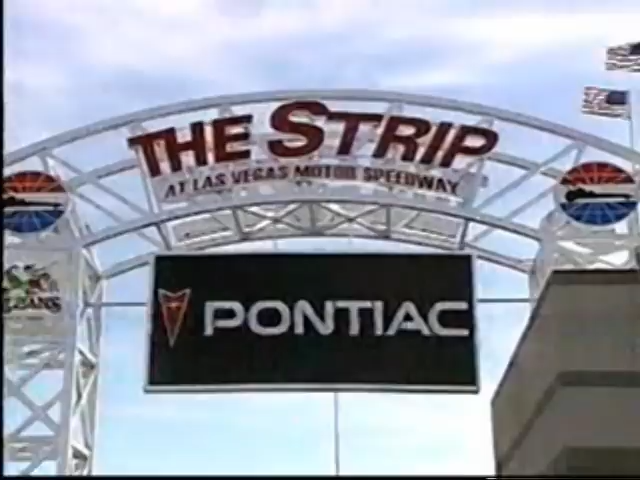 THE STRIP
AT LAS VEGAS MOTOR SPEEDWAY
PONTIAC